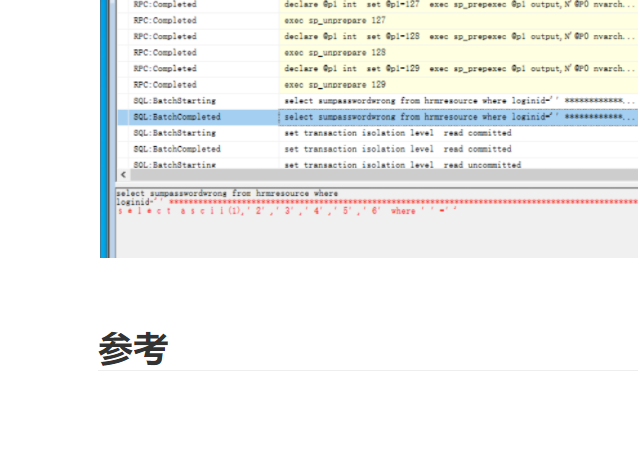 RPC:Completed declare @p1 int set @p1=127 exec sp_prepexec @p1 output,N'@P0 nvarch...
RPC:Completed exec sp_unprepare 127
RPC:Completed declare @p1 int set @p1=128 exec sp_prepexec @p1 output,N'@P0 nvarch...
RPC:Completed exec sp_unprepare 128
RPC:Completed declare @p1 int set @p1=129 exec sp_prepexec @p1 output,N'@P0 nvarch...
RPC:Completed exec sp_unprepare 129
SQL:BatchStarting select sumpasswordwrong from hrmresource where loginid='' ************...
SQL:BatchCompleted select sumpasswordwrong from hrmresource where loginid='' ************...
SQL:BatchStarting set transaction isolation level read committed
SQL:BatchCompleted set transaction isolation level read committed
SQL:BatchStarting set transaction isolation level read uncommitted
select sumpasswordwrong from hrmresource where
loginid=''
s e l e c t a s c i i (1),' 2' ,' 3' ,' 4' ,' 5' ,' 6' where ' ' =' '
参考